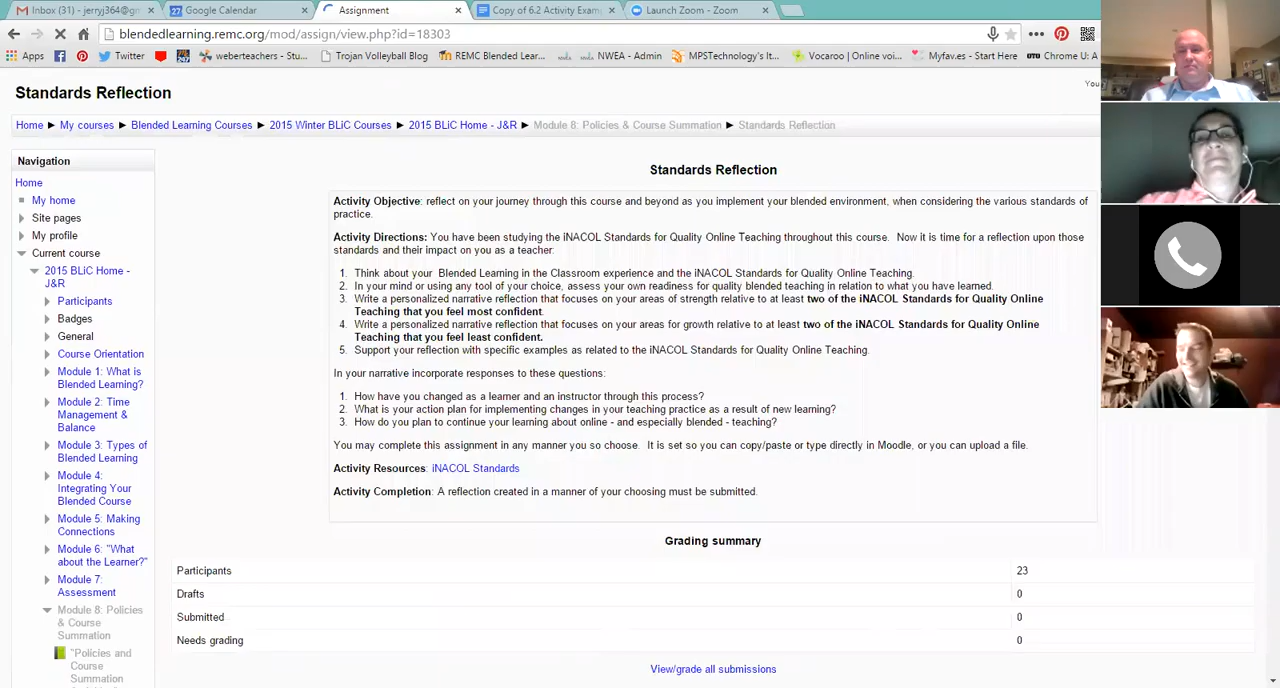 Inbox (31) - jerryj364@gm
Google Calendar
Assignment
Copy of 6.2 Activity Exam
Launch Zoom - Zoom
blendedlearning.remc.org/mod/assign/view.php?id=18303
Apps
Twitter
weberteachers - Stu...
Trojan Volleyball Blog
REMC Blended Lear...
NWEA - Admin
MPSTechnology's It...
Vocaroo | Online voi...
Myfav.es - Start Here
OTU Chrome U: A
Standards Reflection
You
Home ► My courses ► Blended Learning Courses ► 2015 Winter BLiC Courses ► 2015 BLiC Home - J&R ► Module 8: Policies & Course Summation ► Standards Reflection
Navigation
Home
My home
Site pages
My profile
Current course
2015 BLiC Home -
J&R
Participants
Badges
General
Course Orientation
Module 1: What is
Blended Learning?
Module 2: Time
Management &
Balance
Module 3: Types of
Blended Learning
Module 4:
Integrating Your
Blended Course
Module 5: Making
Connections
Module 6: "What
about the Learner?"
Module 7:
Assessment
Module 8: Policies
& Course
Summation
"Policies and
Course
Summation
Standards Reflection
Activity Objective: reflect on your journey through this course and beyond as you implement your blended environment, when considering the various standards of
practice.
Activity Directions: You have been studying the iNACOL Standards for Quality Online Teaching throughout this course. Now it is time for a reflection upon those
standards and their impact on you as a teacher:
1. Think about your Blended Learning in the Classroom experience and the iNACOL Standards for Quality Online Teaching.
2. In your mind or using any tool of your choice, assess your own readiness for quality blended teaching in relation to what you have learned.
3. Write a personalized narrative reflection that focuses on your areas of strength relative to at least two of the iNACOL Standards for Quality Online
Teaching that you feel most confident.
4. Write a personalized narrative reflection that focuses on your areas for growth relative to at least two of the iNACOL Standards for Quality Online
Teaching that you feel least confident.
5. Support your reflection with specific examples as related to the iNACOL Standards for Quality Online Teaching.
In your narrative incorporate responses to these questions:
1. How have you changed as a learner and an instructor through this process?
2. What is your action plan for implementing changes in your teaching practice as a result of new learning?
3. How do you plan to continue your learning about online - and especially blended - teaching?
You may complete this assignment in any manner you so choose. It is set so you can copy/paste or type directly in Moodle, or you can upload a file.
Activity Resources: iNACOL Standards
Activity Completion: A reflection created in a manner of your choosing must be submitted.
Grading summary
Participants 23
Drafts 0
Submitted 0
Needs grading 0
View/grade all submissions